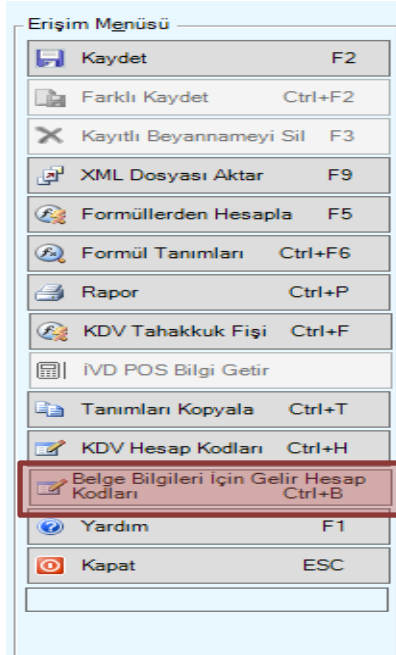 Erişim Menüsü
Kaydet F2
Farklı Kaydet Ctrl+F2
Kayıtlı Beyannameyi Sil F3
XML Dosyası Aktar F9
Formüllerden Hesapla F5
Formül Tanımları Ctrl+F6
Rapor Ctrl+P
KDV Tahakkuk Fişi Ctrl+F
İVD POS Bilgi Getir
Tanımları Kopyala Ctrl+T
KDV Hesap Kodları Ctrl+H
Belge Bilgileri İçin Gelir Hesap
Kodları Ctrl+B
Yardım F1
Kapat ESC